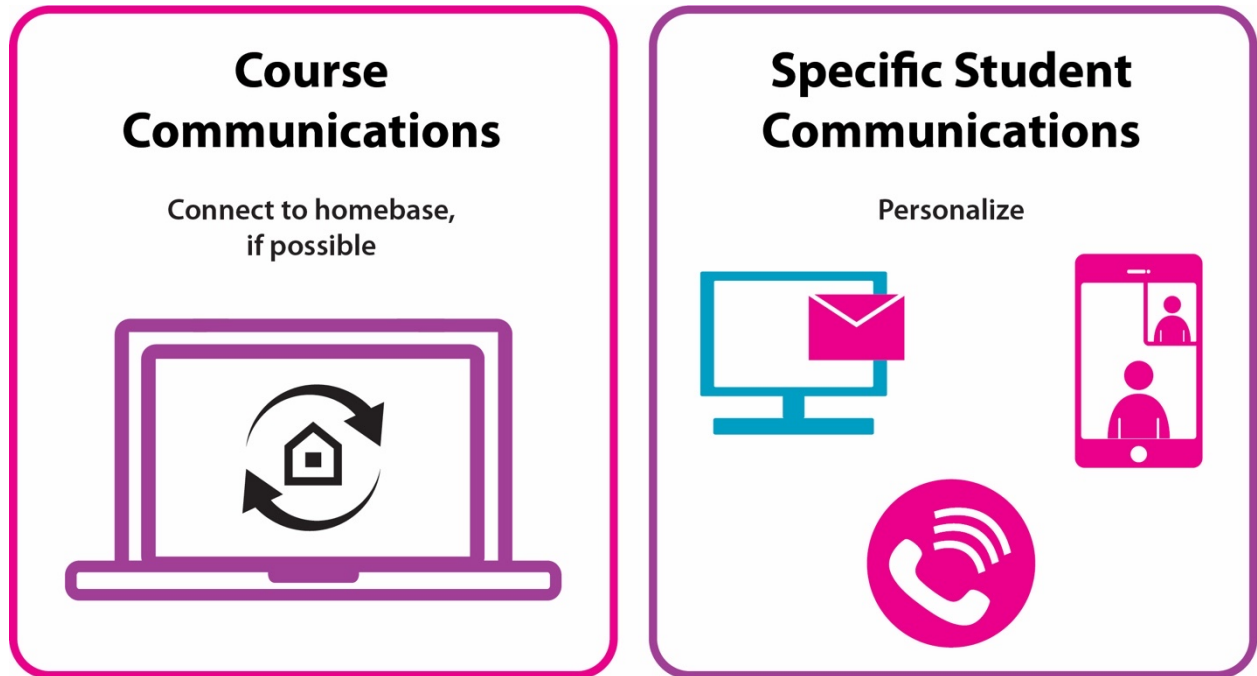 Course
Communications
Connect to homebase,
if possible
Specific Student
Communications
Personalize